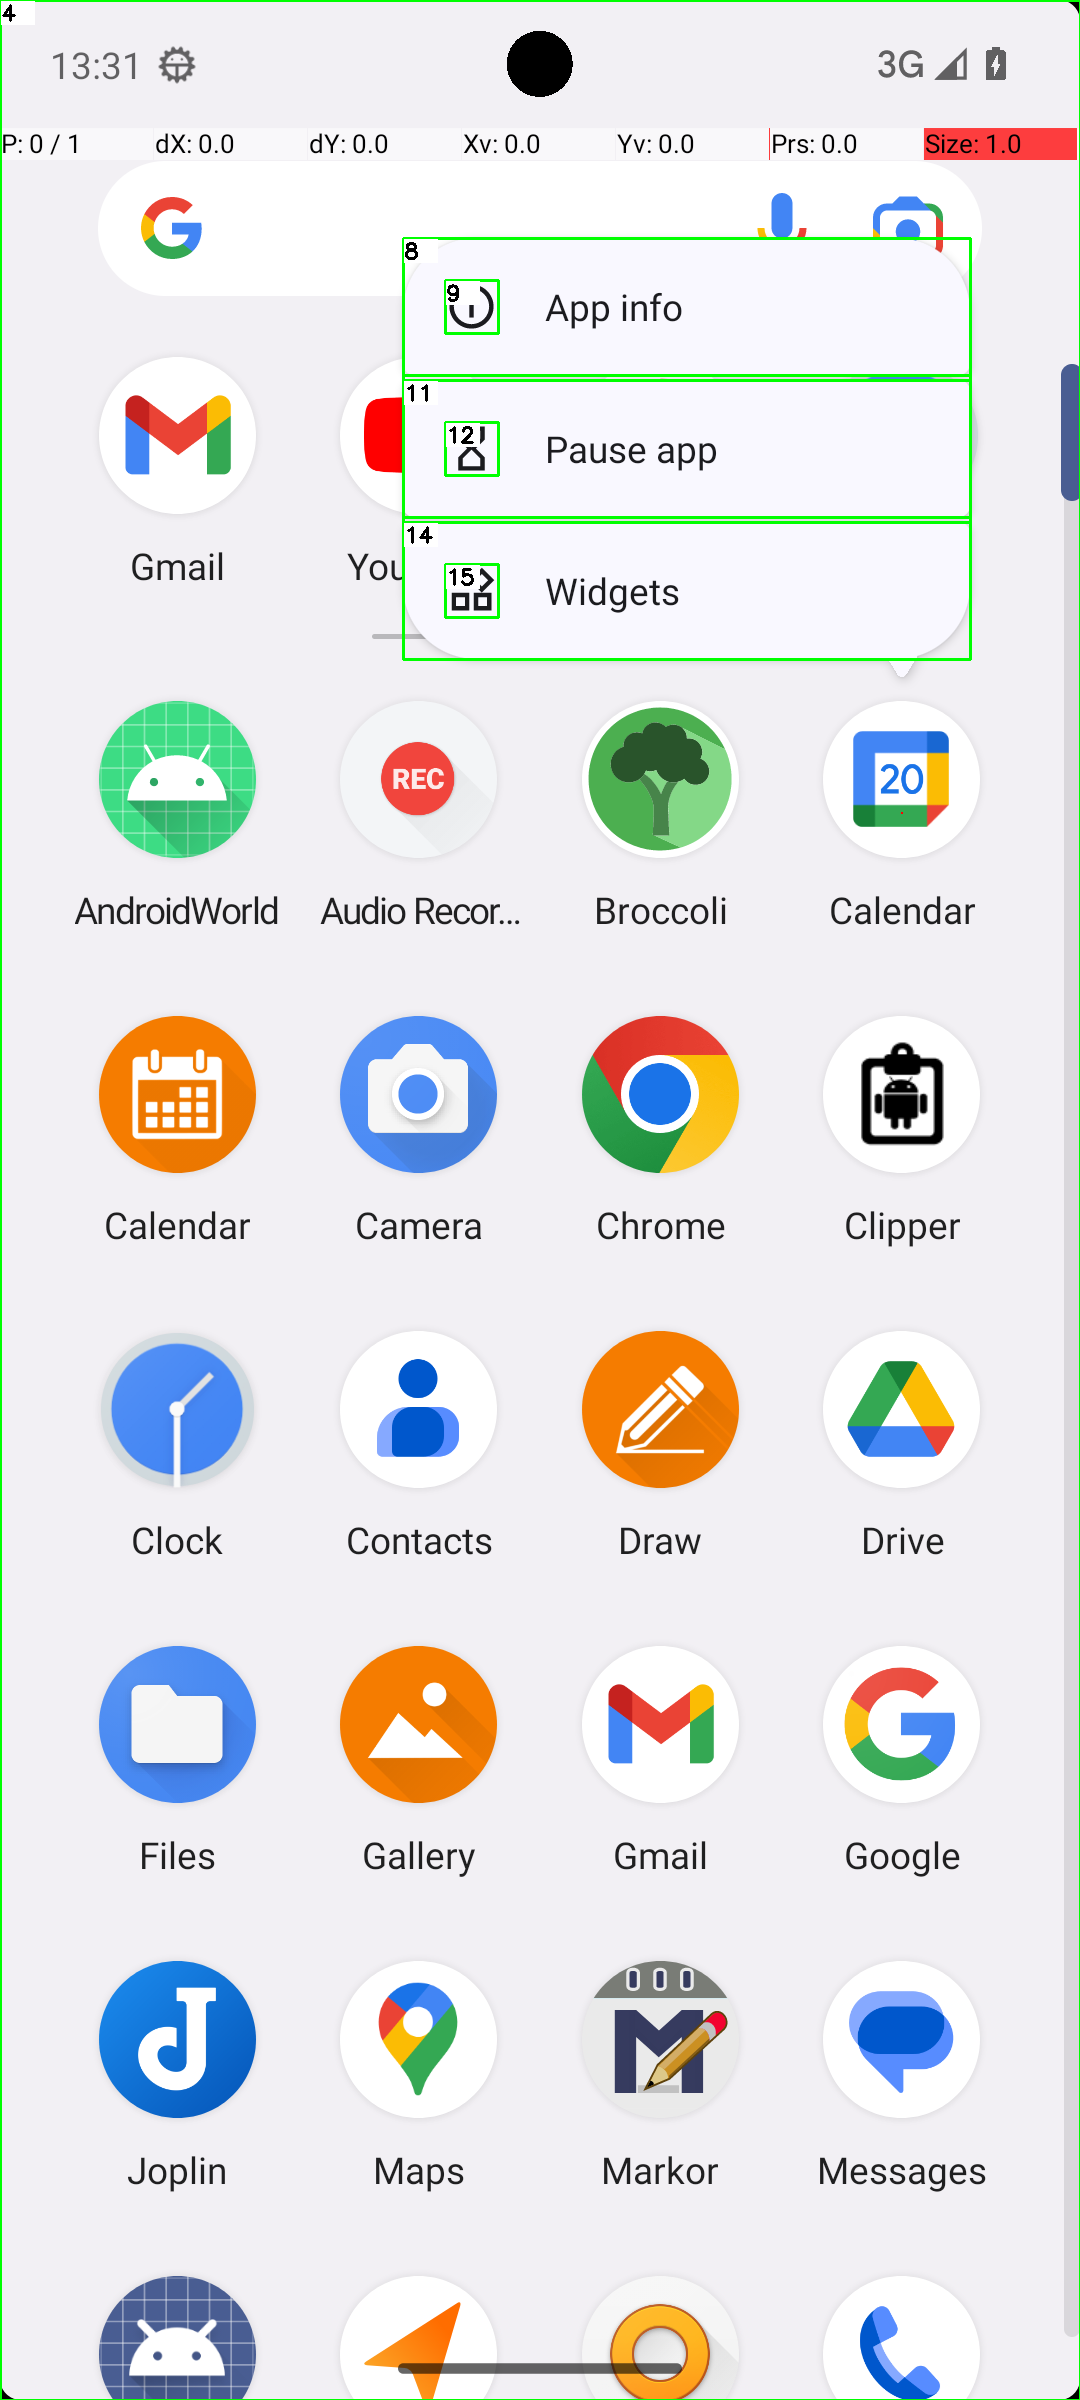 4
13:31
3G
P: 0 / 1
dX: 0.0
dY: 0.0
Xv: 0.0
Yv: 0.0
Prs: 0.0
Size: 1.0
8
9
App info
11
12
Pause app
14
15
Widgets
Gmail
You
REC
20
AndroidWorld
Audio Recor...
Broccoli
Calendar
Calendar
Camera
Chrome
Clipper
Clock
Contacts
Draw
Drive
Files
Gallery
Gmail
Google
Joplin
Maps
Markor
Messages